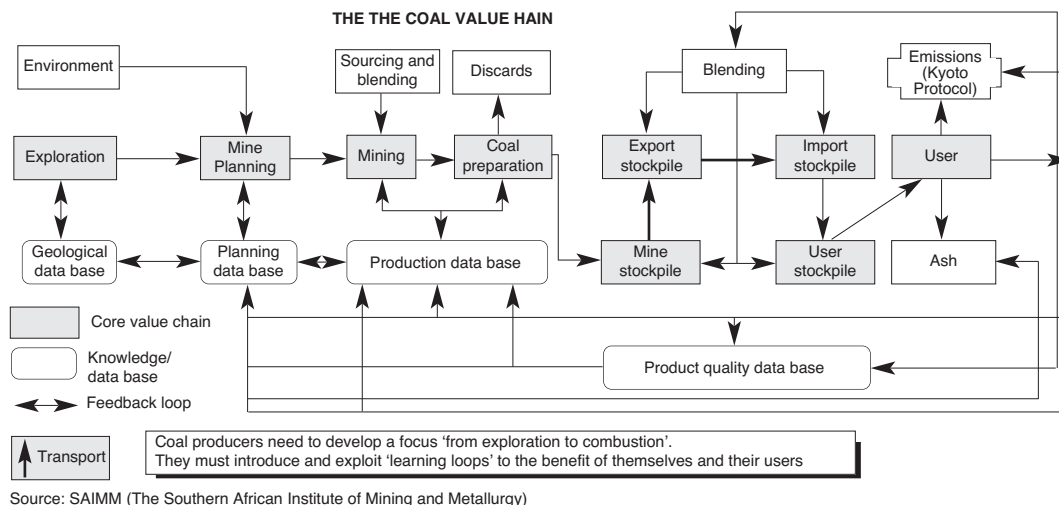 THE THE COAL VALUE HAIN
Environment
Sourcing and
blending
Discards
Blending
Emissions
(Kyoto
Protocol)
Exploration
Mine
Planning
Mining
Coal
preparation
Export
stockpile
Import
stockpile
User
Geological
data base
Planning
data base
Production data base
Mine
stockpile
User
stockpile
Ash
Core value chain
Knowledge/
data base
Product quality data base
Feedback loop
Transport
Coal producers need to develop a focus ‘from exploration to combustion’.
They must introduce and exploit ‘learning loops’ to the benefit of themselves and their users
Source: SAIMM (The Southern African Institute of Mining and Metallurgy)